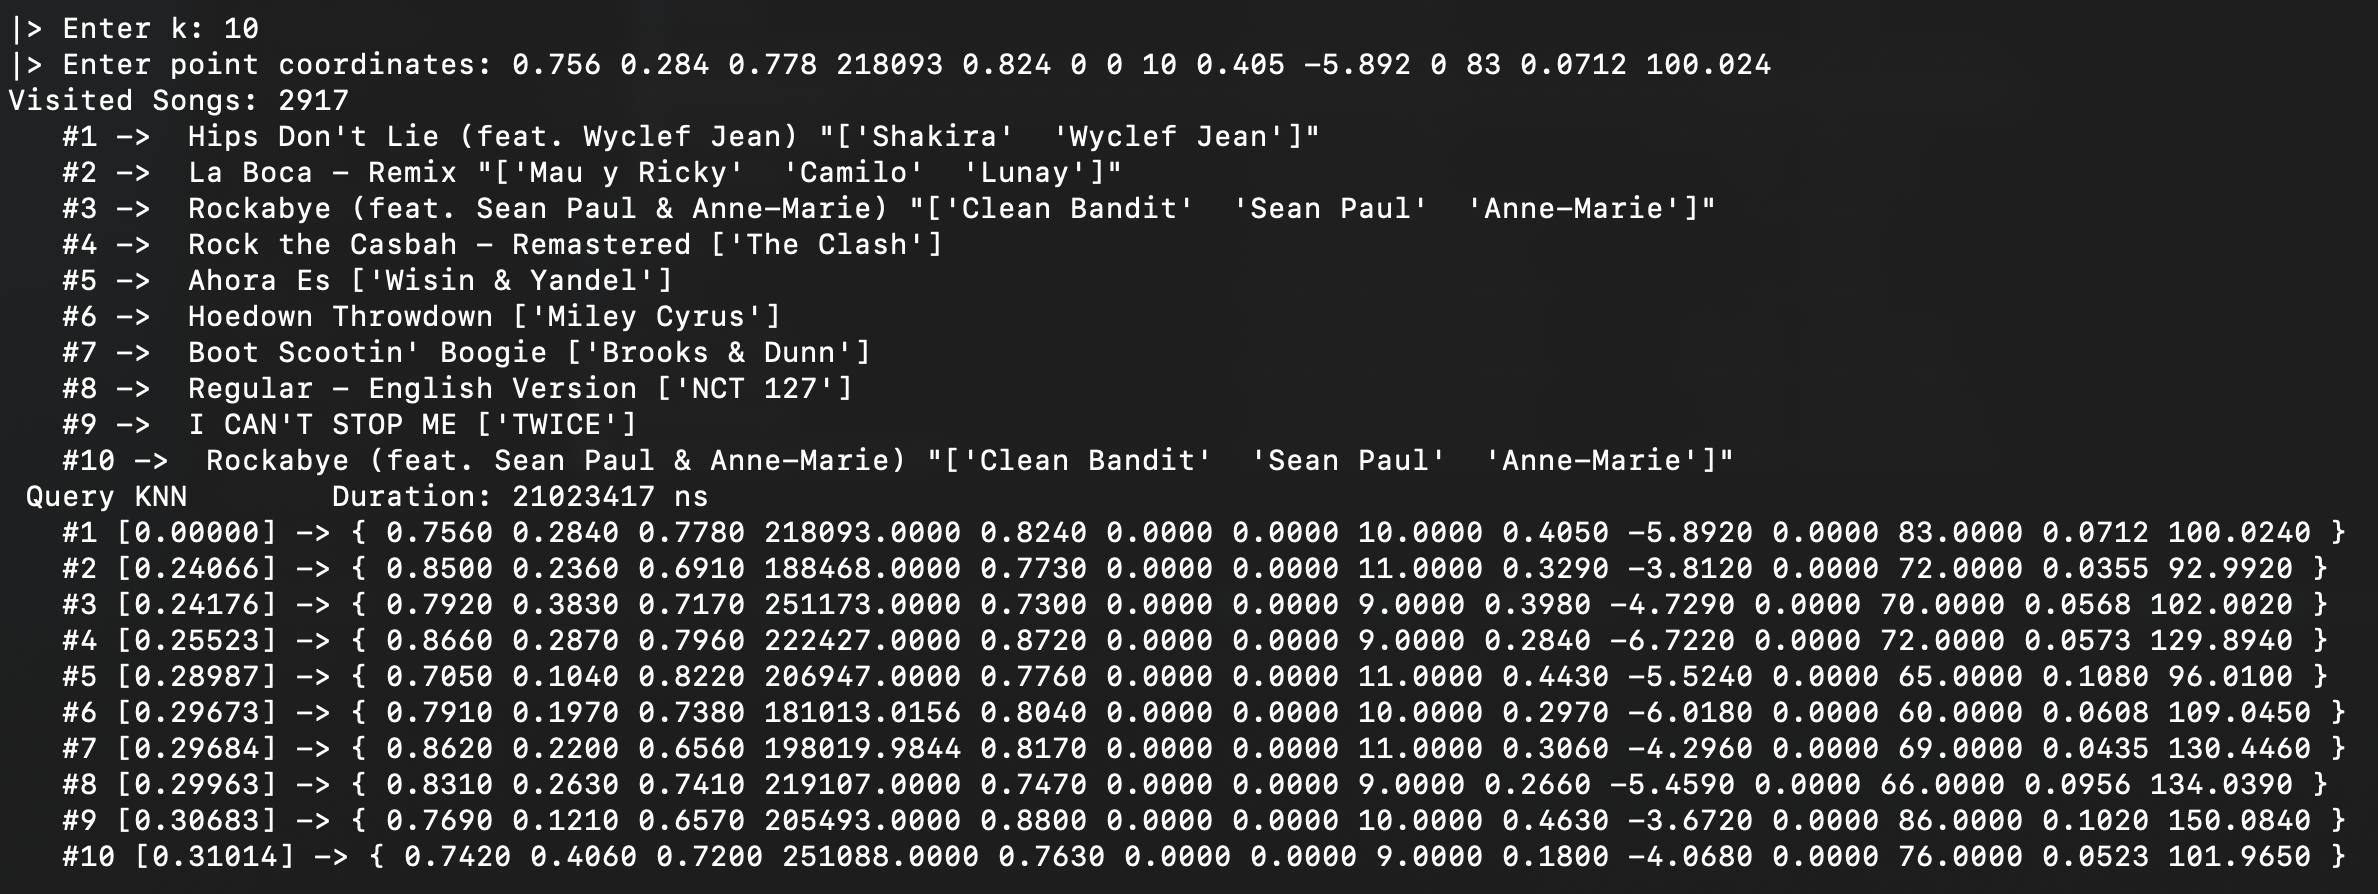 |> Enter k: 10
|> Enter point coordinates: 0.756 0.284 0.778 218093 0.824 0 0 10 0.405 -5.892 0 83 0.0712 100.024
Visited Songs: 2917
   #1 ->  Hips Don't Lie (feat. Wyclef Jean) "['Shakira'  'Wyclef Jean']"
   #2 ->  La Boca - Remix "['Mau y Ricky'  'Camilo'  'Lunay']"
   #3 ->  Rockabye (feat. Sean Paul & Anne-Marie) "['Clean Bandit'  'Sean Paul'  'Anne-Marie']"
   #4 ->  Rock the Casbah - Remastered ['The Clash']
   #5 ->  Ahora Es ['Wisin & Yandel']
   #6 ->  Hoedown Throwdown ['Miley Cyrus']
   #7 ->  Boot Scootin' Boogie ['Brooks & Dunn']
   #8 ->  Regular - English Version ['NCT 127']
   #9 ->  I CAN'T STOP ME ['TWICE']
   #10 ->  Rockabye (feat. Sean Paul & Anne-Marie) "['Clean Bandit'  'Sean Paul'  'Anne-Marie']"
 Query KNN        Duration: 21023417 ns
   #1 [0.00000] -> { 0.7560 0.2840 0.7780 218093.0000 0.8240 0.0000 0.0000 10.0000 0.4050 -5.8920 0.0000 83.0000 0.0712 100.0240 }
   #2 [0.24066] -> { 0.8500 0.2360 0.6910 188468.0000 0.7730 0.0000 0.0000 11.0000 0.3290 -3.8120 0.0000 72.0000 0.0355 92.9920 }
   #3 [0.24176] -> { 0.7920 0.3830 0.7170 251173.0000 0.7300 0.0000 0.0000 9.0000 0.3980 -4.7290 0.0000 70.0000 0.0568 102.0020 }
   #4 [0.25523] -> { 0.8660 0.2870 0.7960 222427.0000 0.8720 0.0000 0.0000 9.0000 0.2840 -6.7220 0.0000 72.0000 0.0573 129.8940 }
   #5 [0.28987] -> { 0.7050 0.1040 0.8220 206947.0000 0.7760 0.0000 0.0000 11.0000 0.4430 -5.5240 0.0000 65.0000 0.1080 96.0100 }
   #6 [0.29673] -> { 0.7910 0.1970 0.7380 181013.0156 0.8040 0.0000 0.0000 10.0000 0.2970 -6.0180 0.0000 60.0000 0.0608 109.0450 }
   #7 [0.29684] -> { 0.8620 0.2200 0.6560 198019.9844 0.8170 0.0000 0.0000 11.0000 0.3060 -4.2960 0.0000 69.0000 0.0435 130.4460 }
   #8 [0.29963] -> { 0.8310 0.2630 0.7410 219107.0000 0.7470 0.0000 0.0000 9.0000 0.2660 -5.4590 0.0000 66.0000 0.0956 134.0390 }
   #9 [0.30683] -> { 0.7690 0.1210 0.6570 205493.0000 0.8800 0.0000 0.0000 10.0000 0.4630 -3.6720 0.0000 86.0000 0.1020 150.0840 }
   #10 [0.31014] -> { 0.7420 0.4060 0.7200 251088.0000 0.7630 0.0000 0.0000 9.0000 0.1800 -4.0680 0.0000 76.0000 0.0523 101.9650 }